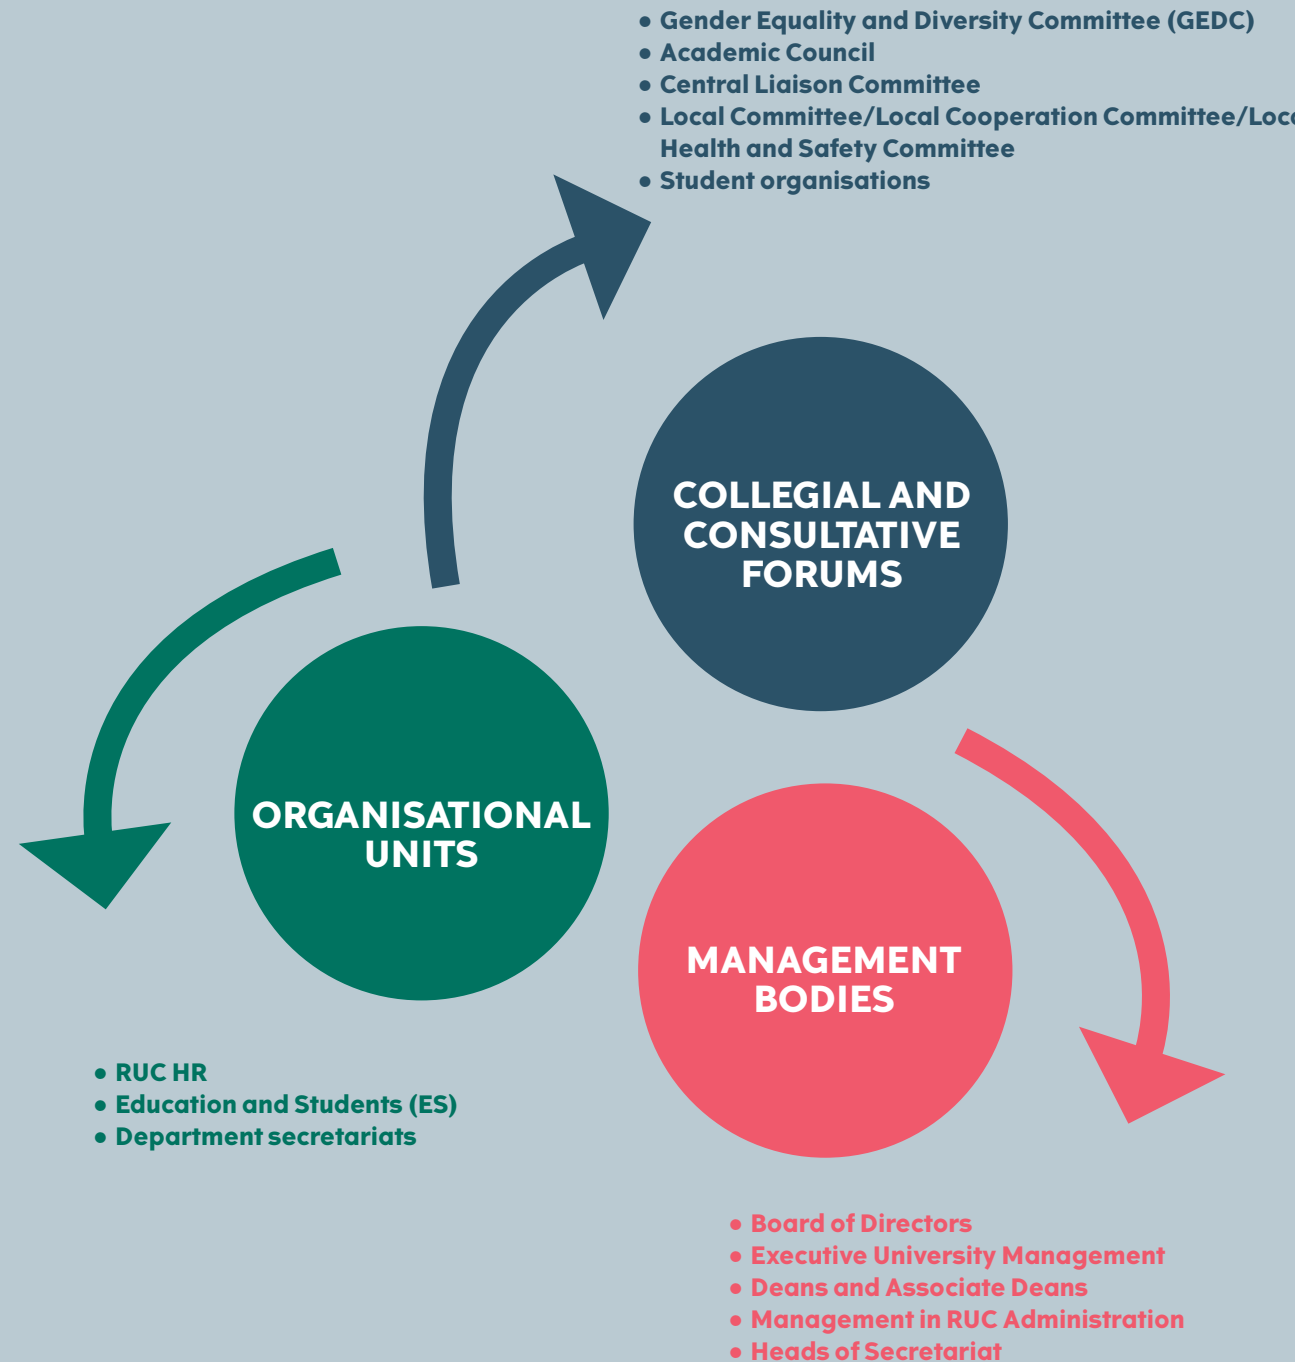 • Gender Equality and Diversity Committee (GEDC)
• Academic Council
• Central Liaison Committee
• Local Committee/Local Cooperation Committee/
Health and Safety Committee
• Student organisations
COLLEGIAL AND
CONSULTATIVE
FORUMS
ORGANISATIONAL
UNITS
MANAGEMENT
BODIES
• RUC HR
• Education and Students (ES)
• Department secretariats
• Board of Directors
• Executive University Management
• Deans and Associate Deans
• Management in RUC Administration
• Heads of Secretariat